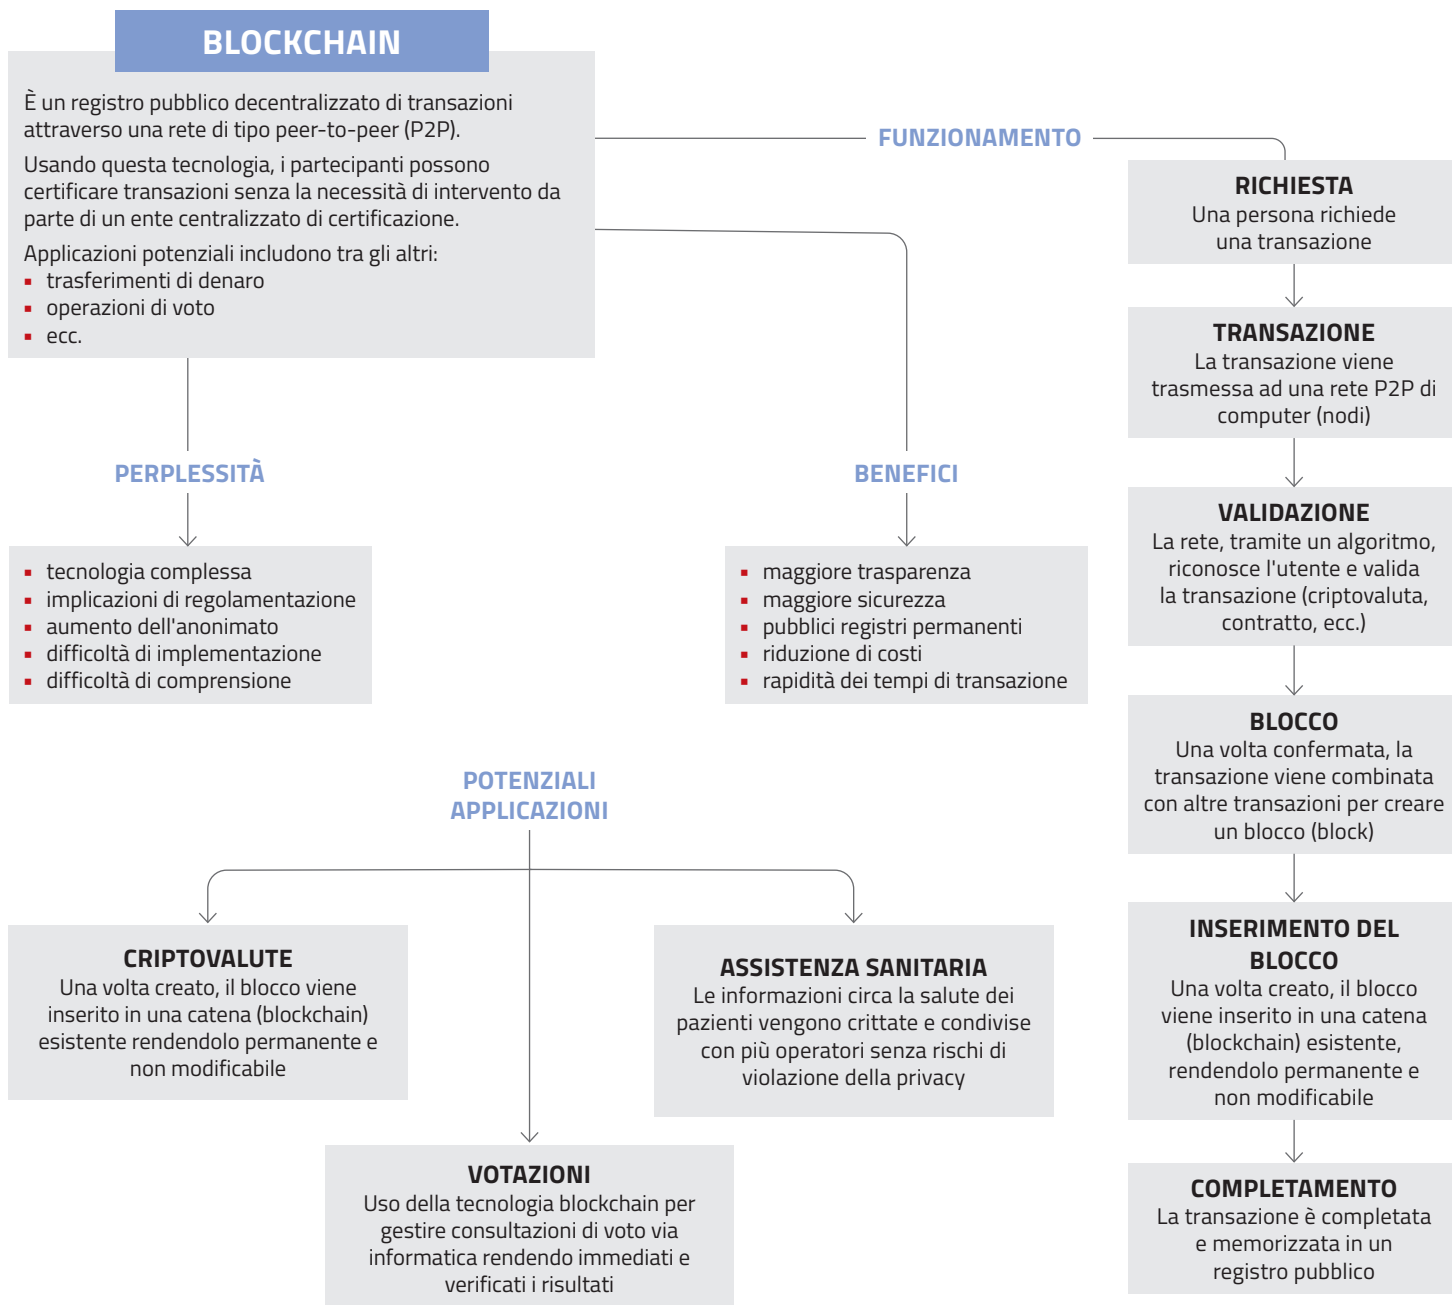 BLOCKCHAIN
È un registro pubblico decentralizzato di transazioni
attraverso una rete di tipo peer-to-peer (P2P).
Usando questa tecnologia, i partecipanti possono
certificare transazioni senza la necessità di intervento da
parte di un ente centralizzato di certificazione.
Applicazioni potenziali includono tra gli altri:
▪ trasferimenti di denaro
▪ operazioni di voto
▪ ecc.
FUNZIONAMENTO
RICHIESTA
Una persona richiede
una transazione
TRANSAZIONE
La transazione viene
trasmessa ad una rete P2P di
computer (nodi)
VALIDAZIONE
La rete, tramite un algoritmo,
riconosce l'utente e valida
la transazione (criptovaluta,
contratto, ecc.)
BLOCCO
Una volta confermata, la
transazione viene combinata
con altre transazioni per creare
un blocco (block)
INSERIMENTO DEL
BLOCCO
Una volta creato, il blocco
viene inserito in una catena
(blockchain) esistente,
rendendolo permanente e
non modificabile
COMPLETAMENTO
La transazione è completata
e memorizzata in un
registro pubblico
PERPLESSITÀ
▪ tecnologia complessa
▪ implicazioni di regolamentazione
▪ aumento dell'anonimato
▪ difficoltà di implementazione
▪ difficoltà di comprensione
BENEFICI
▪ maggiore trasparenza
▪ maggiore sicurezza
▪ pubblici registri permanenti
▪ riduzione di costi
▪ rapidità dei tempi di transazione
POTENZIALI
APPLICAZIONI
CRIPTOVALUTE
Una volta creato, il blocco viene
inserito in una catena (blockchain)
esistente rendendolo permanente e
non modificabile
ASSISTENZA SANITARIA
Le informazioni circa la salute dei
pazienti vengono crittate e condivise
con più operatori senza rischi di
violazione della privacy
VOTAZIONI
Uso della tecnologia blockchain per
gestire consultazioni di voto via
informatica rendendo immediati e
verificati i risultati